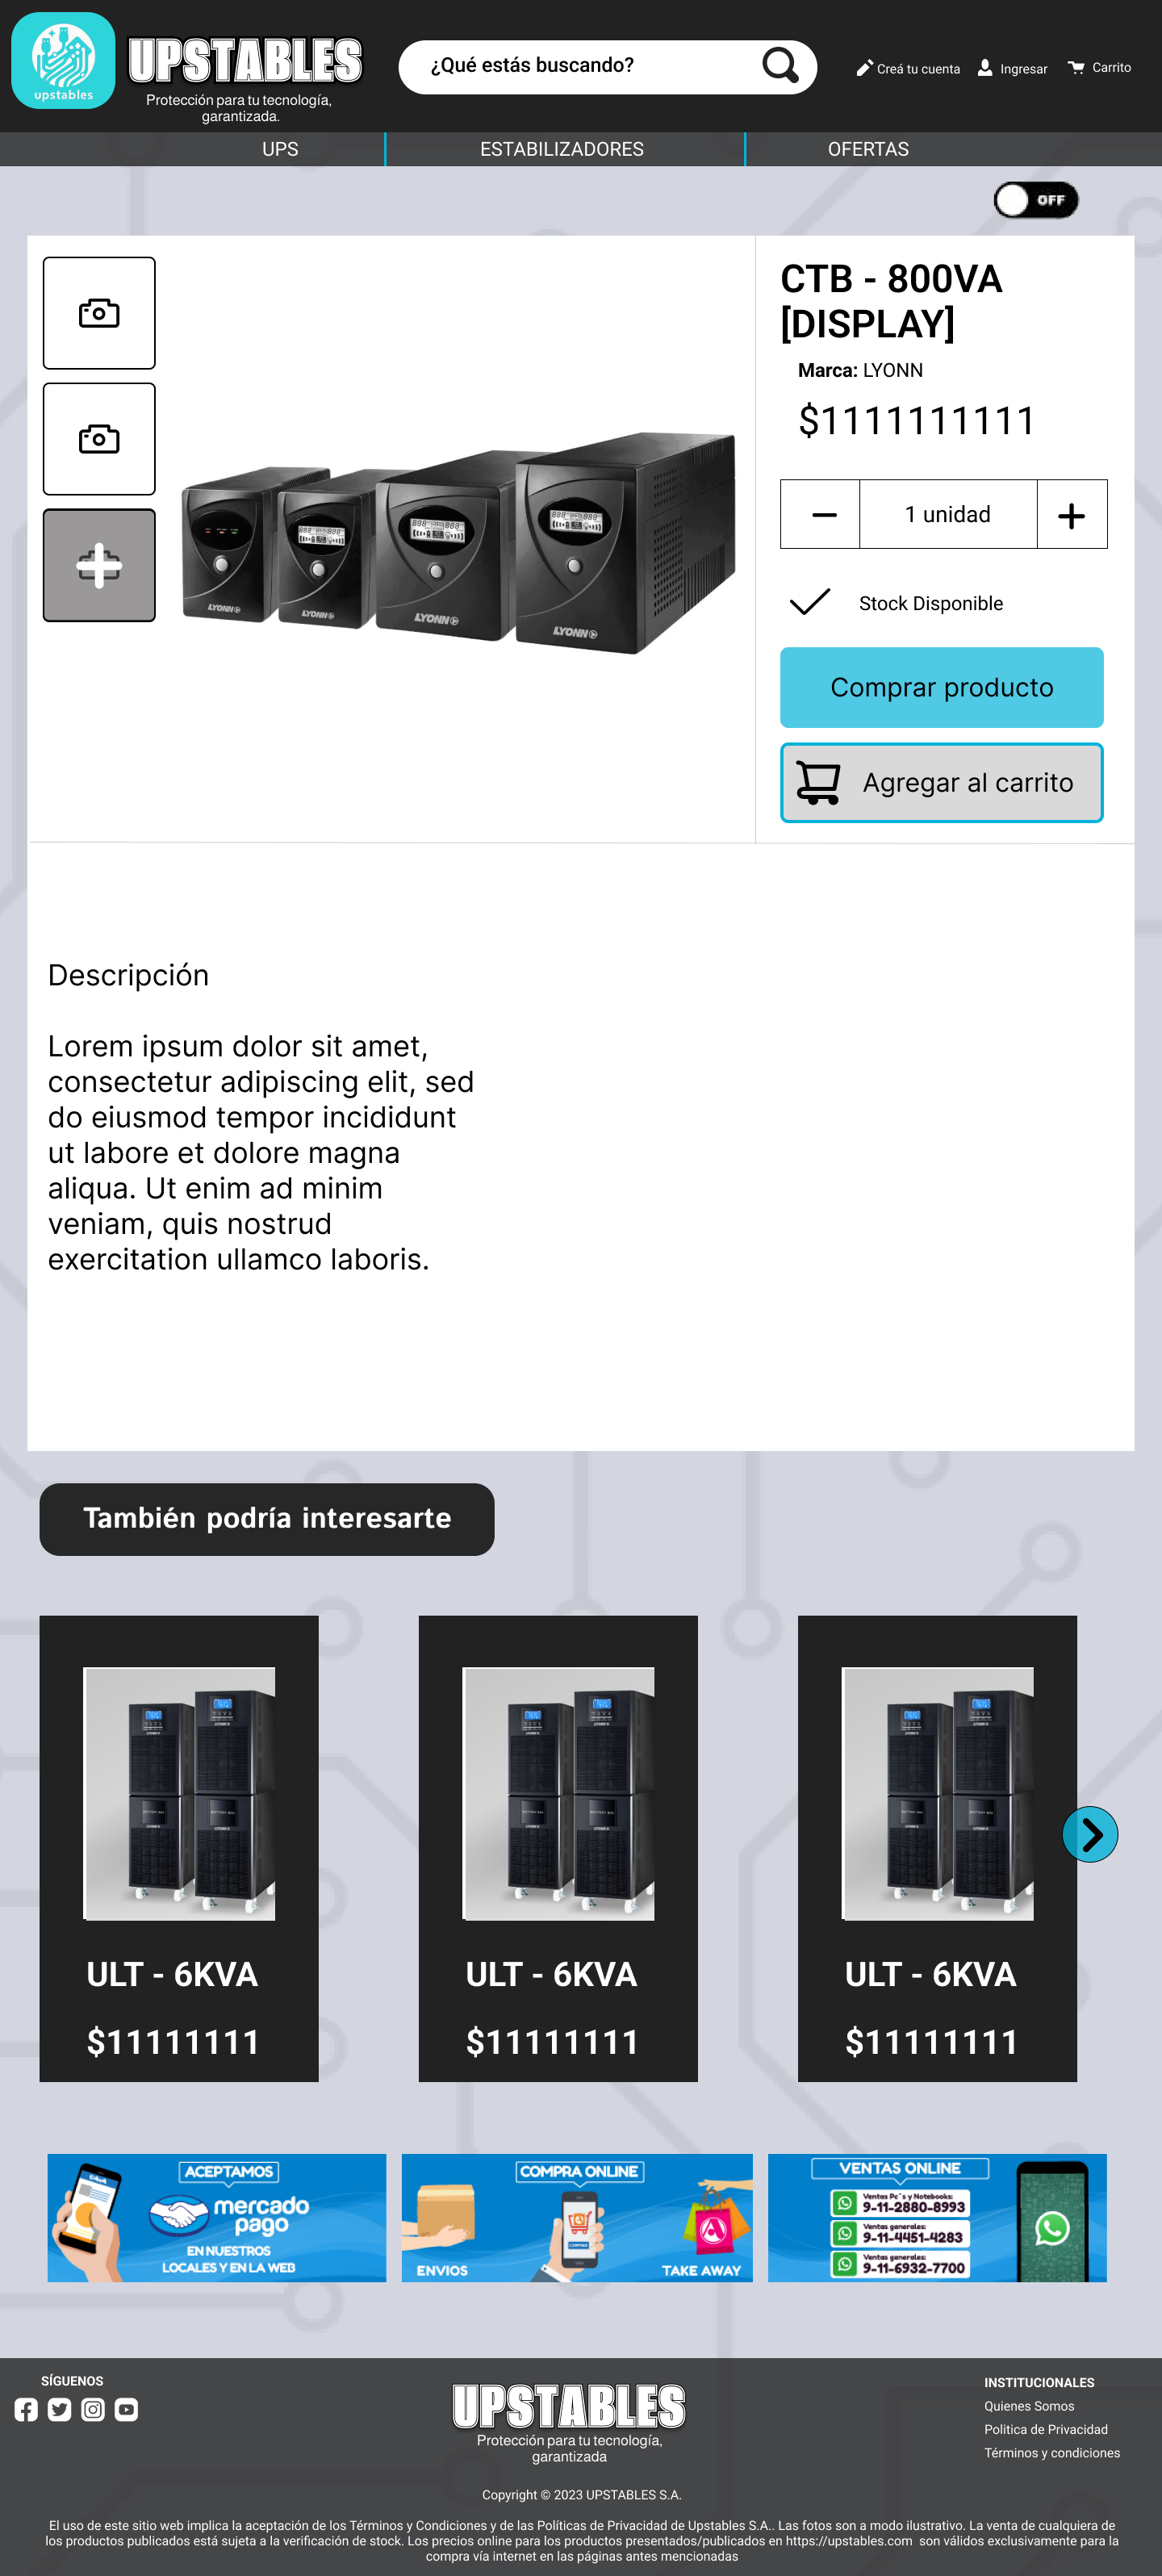 upstables
UPSTABLES
Protección para tu tecnología,
garantizada.
¿Qué estás buscando?
Creá tu cuenta
Ingresar
Carrito
UPS
ESTABILIZADORES
OFERTAS
OFF
CTB - 800VA
[DISPLAY]
Marca: LYONN
$1111111111
1 unidad
Stock Disponible
Comprar producto
Agregar al carrito
LYONN
LYONN
LYONN
LYONN
Descripción
Lorem ipsum dolor sit amet,
consectetur adipiscing elit, sed
do eiusmod tempor incididunt
ut labore et dolore magna
aliqua. Ut enim ad minim
veniam, quis nostrud
exercitation ullamco laboris.
También podría interesarte
ULT - 6KVA
$11111111
ULT - 6KVA
$11111111
ULT - 6KVA
$11111111
ACEPTAMOS
mercado
pago
EN NUESTROS
LOCALES Y EN LA WEB
COMPRA ONLINE
COMPRAR
ENVIOS
TAKE AWAY
VENTAS ONLINE
Ventas Pc´s y Notebooks:
9-11-2880-8993
Ventas generales:
9-11-4451-4283
Ventas generales:
9-11-6932-7700
SÍGUENOS
UPSTABLES
Protección para tu tecnología,
garantizada
INSTITUCIONALES
Quienes Somos
Politica de Privacidad
Términos y condiciones
Copyright © 2023 UPSTABLES S.A.
El uso de este sitio web implica la aceptación de los Términos y Condiciones y de las Políticas de Privacidad de Upstables S.A.. Las fotos son a modo ilustrativo. La venta de cualquiera de
los productos publicados está sujeta a la verificación de stock. Los precios online para los productos presentados/publicados en https://upstables.com son válidos exclusivamente para la
compra vía internet en las páginas antes mencionadas